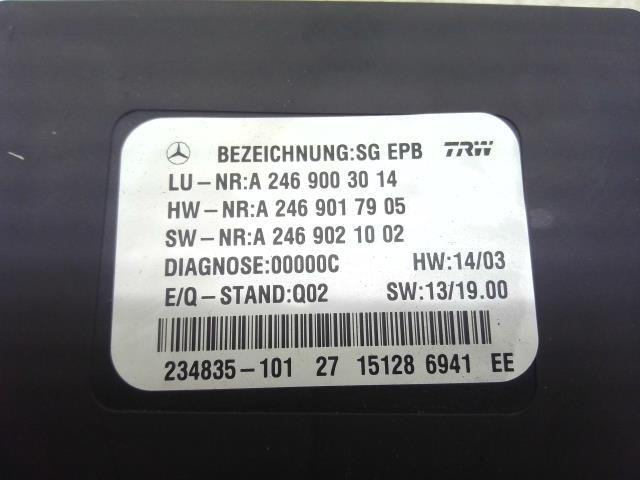 BEZEICHNUNG:SG EPB TRW
LU-NR:A 246 900 30 14
HW-NR:A 246 901 79 05
SW-NR:A 246 902 10 02
DIAGNOSE:00000C HW:14/03
E/Q-STAND:Q02 SW:13/19.00
234835-101 27 15128 6941 EE